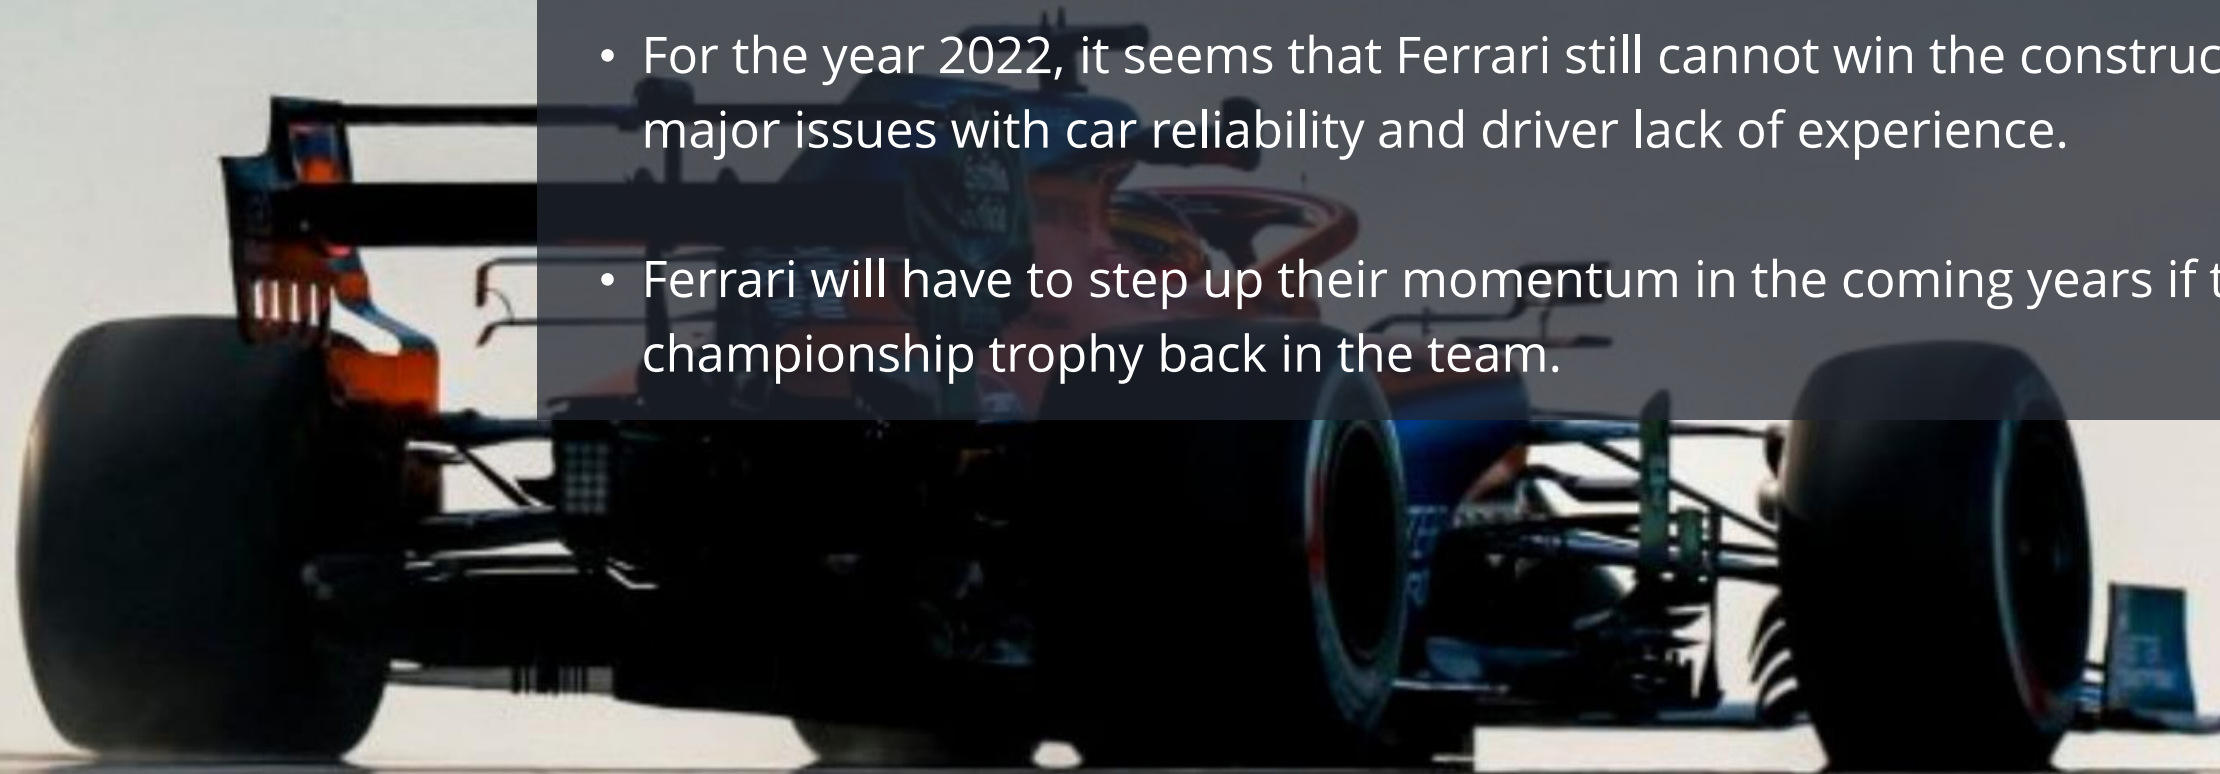 • For the year 2022, it seems that Ferrari still cannot win the construc
major issues with car reliability and driver lack of experience.
• Ferrari will have to step up their momentum in the coming years if t
championship trophy back in the team.